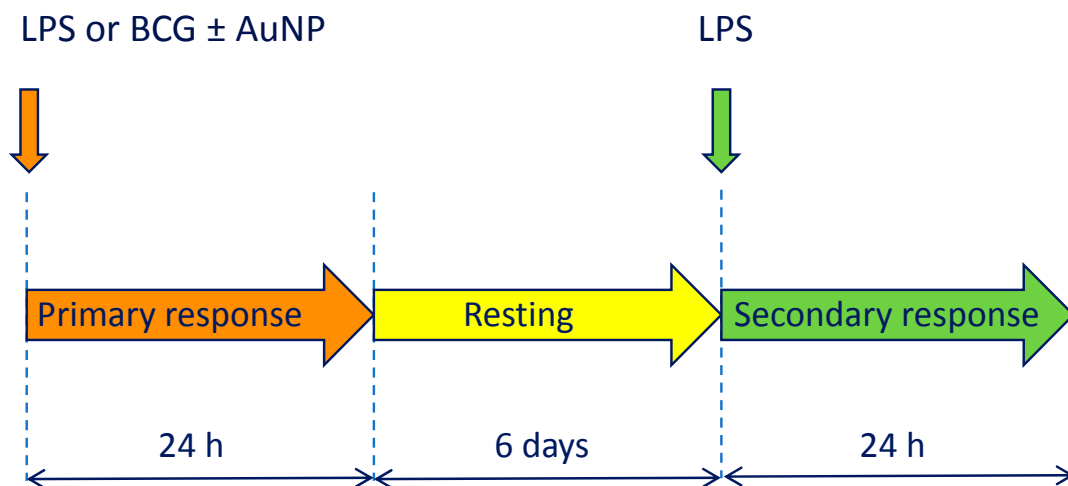 LPS or BCG ± AuNP
LPS
Primary response
Resting
Secondary response
24 h
6 days
24 h